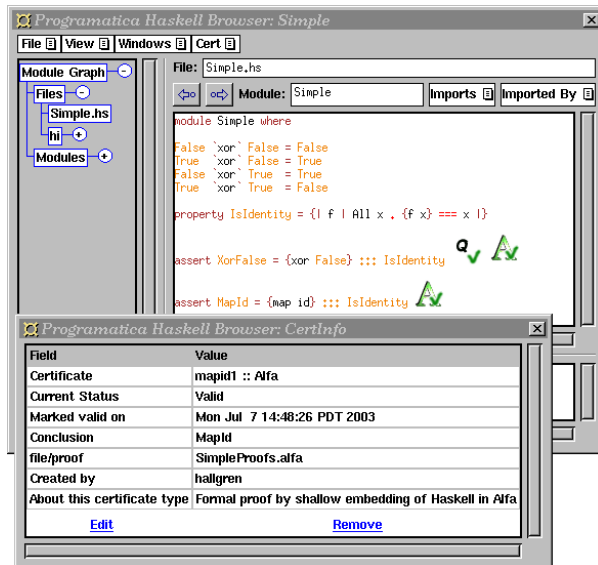 Programatica Haskell Browser: Simple
File View Windows Cert
File: Simple.hs
Module Graph
Files
Simple.hs
hi
Modules
Module: Simple Imports Imported By
module Simple where
False `xor` False = False
True `xor` False = True
False `xor` True = True
True `xor` True = False
property IsIdentity = {| f | All x . {f x} === x |}
assert XorFalse = {xor False} ::: IsIdentity Q A
assert MapId = {map id} ::: IsIdentity A
Programatica Haskell Browser: CertInfo
Field Value
Certificate mapid1 :: Alfa
Current Status Valid
Marked valid on Mon Jul 7 14:48:26 PDT 2003
Conclusion MapId
file/proof SimpleProofs.alfa
Created by hallgren
About this certificate type Formal proof by shallow embedding of Haskell in Alfa
Edit Remove